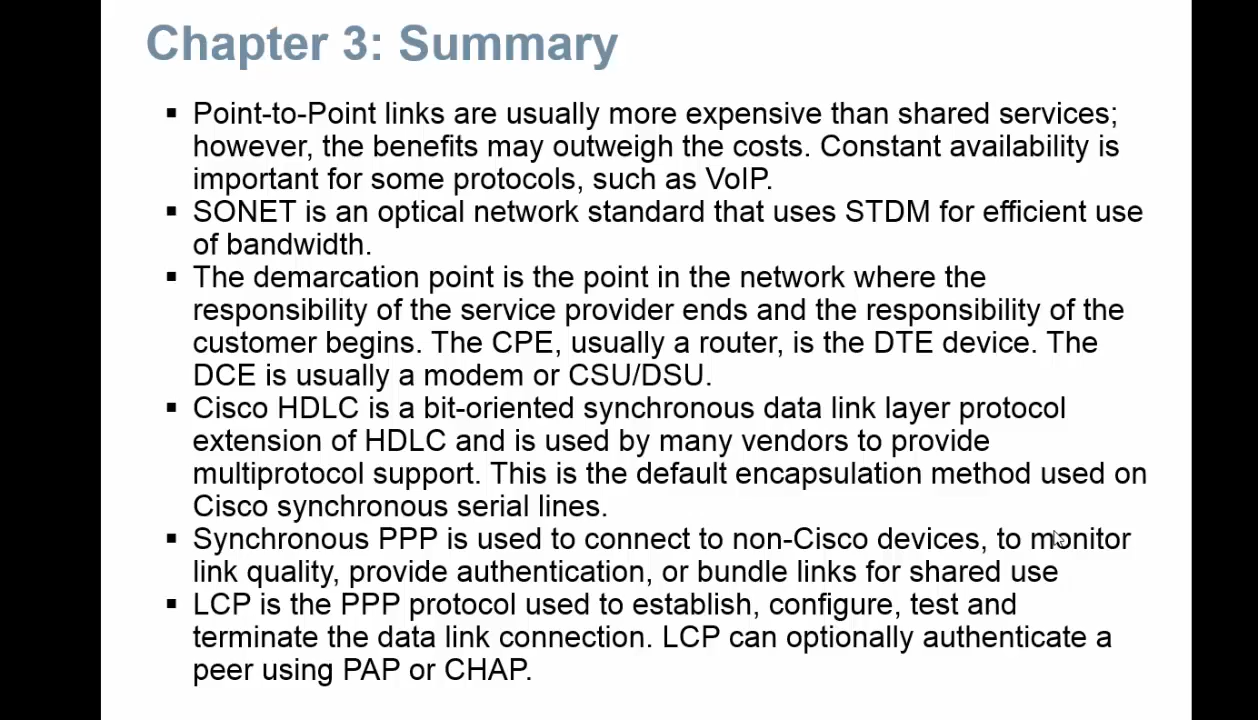 Chapter 3: Summary
▪ Point-to-Point links are usually more expensive than shared services;
however, the benefits may outweigh the costs. Constant availability is
important for some protocols, such as VoIP.
▪ SONET is an optical network standard that uses STDM for efficient use
of bandwidth.
▪ The demarcation point is the point in the network where the
responsibility of the service provider ends and the responsibility of the
customer begins. The CPE, usually a router, is the DTE device. The
DCE is usually a modem or CSU/DSU.
▪ Cisco HDLC is a bit-oriented synchronous data link layer protocol
extension of HDLC and is used by many vendors to provide
multiprotocol support. This is the default encapsulation method used on
Cisco synchronous serial lines.
▪ Synchronous PPP is used to connect to non-Cisco devices, to monitor
link quality, provide authentication, or bundle links for shared use
▪ LCP is the PPP protocol used to establish, configure, test and
terminate the data link connection. LCP can optionally authenticate a
peer using PAP or CHAP.